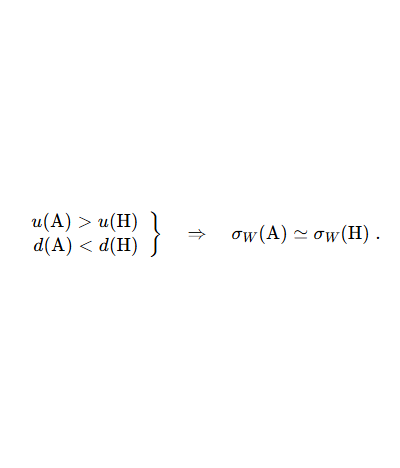 u(A) > u(H)
d(A) < d(H) } ⇒ σ_W(A) ≃ σ_W(H) .